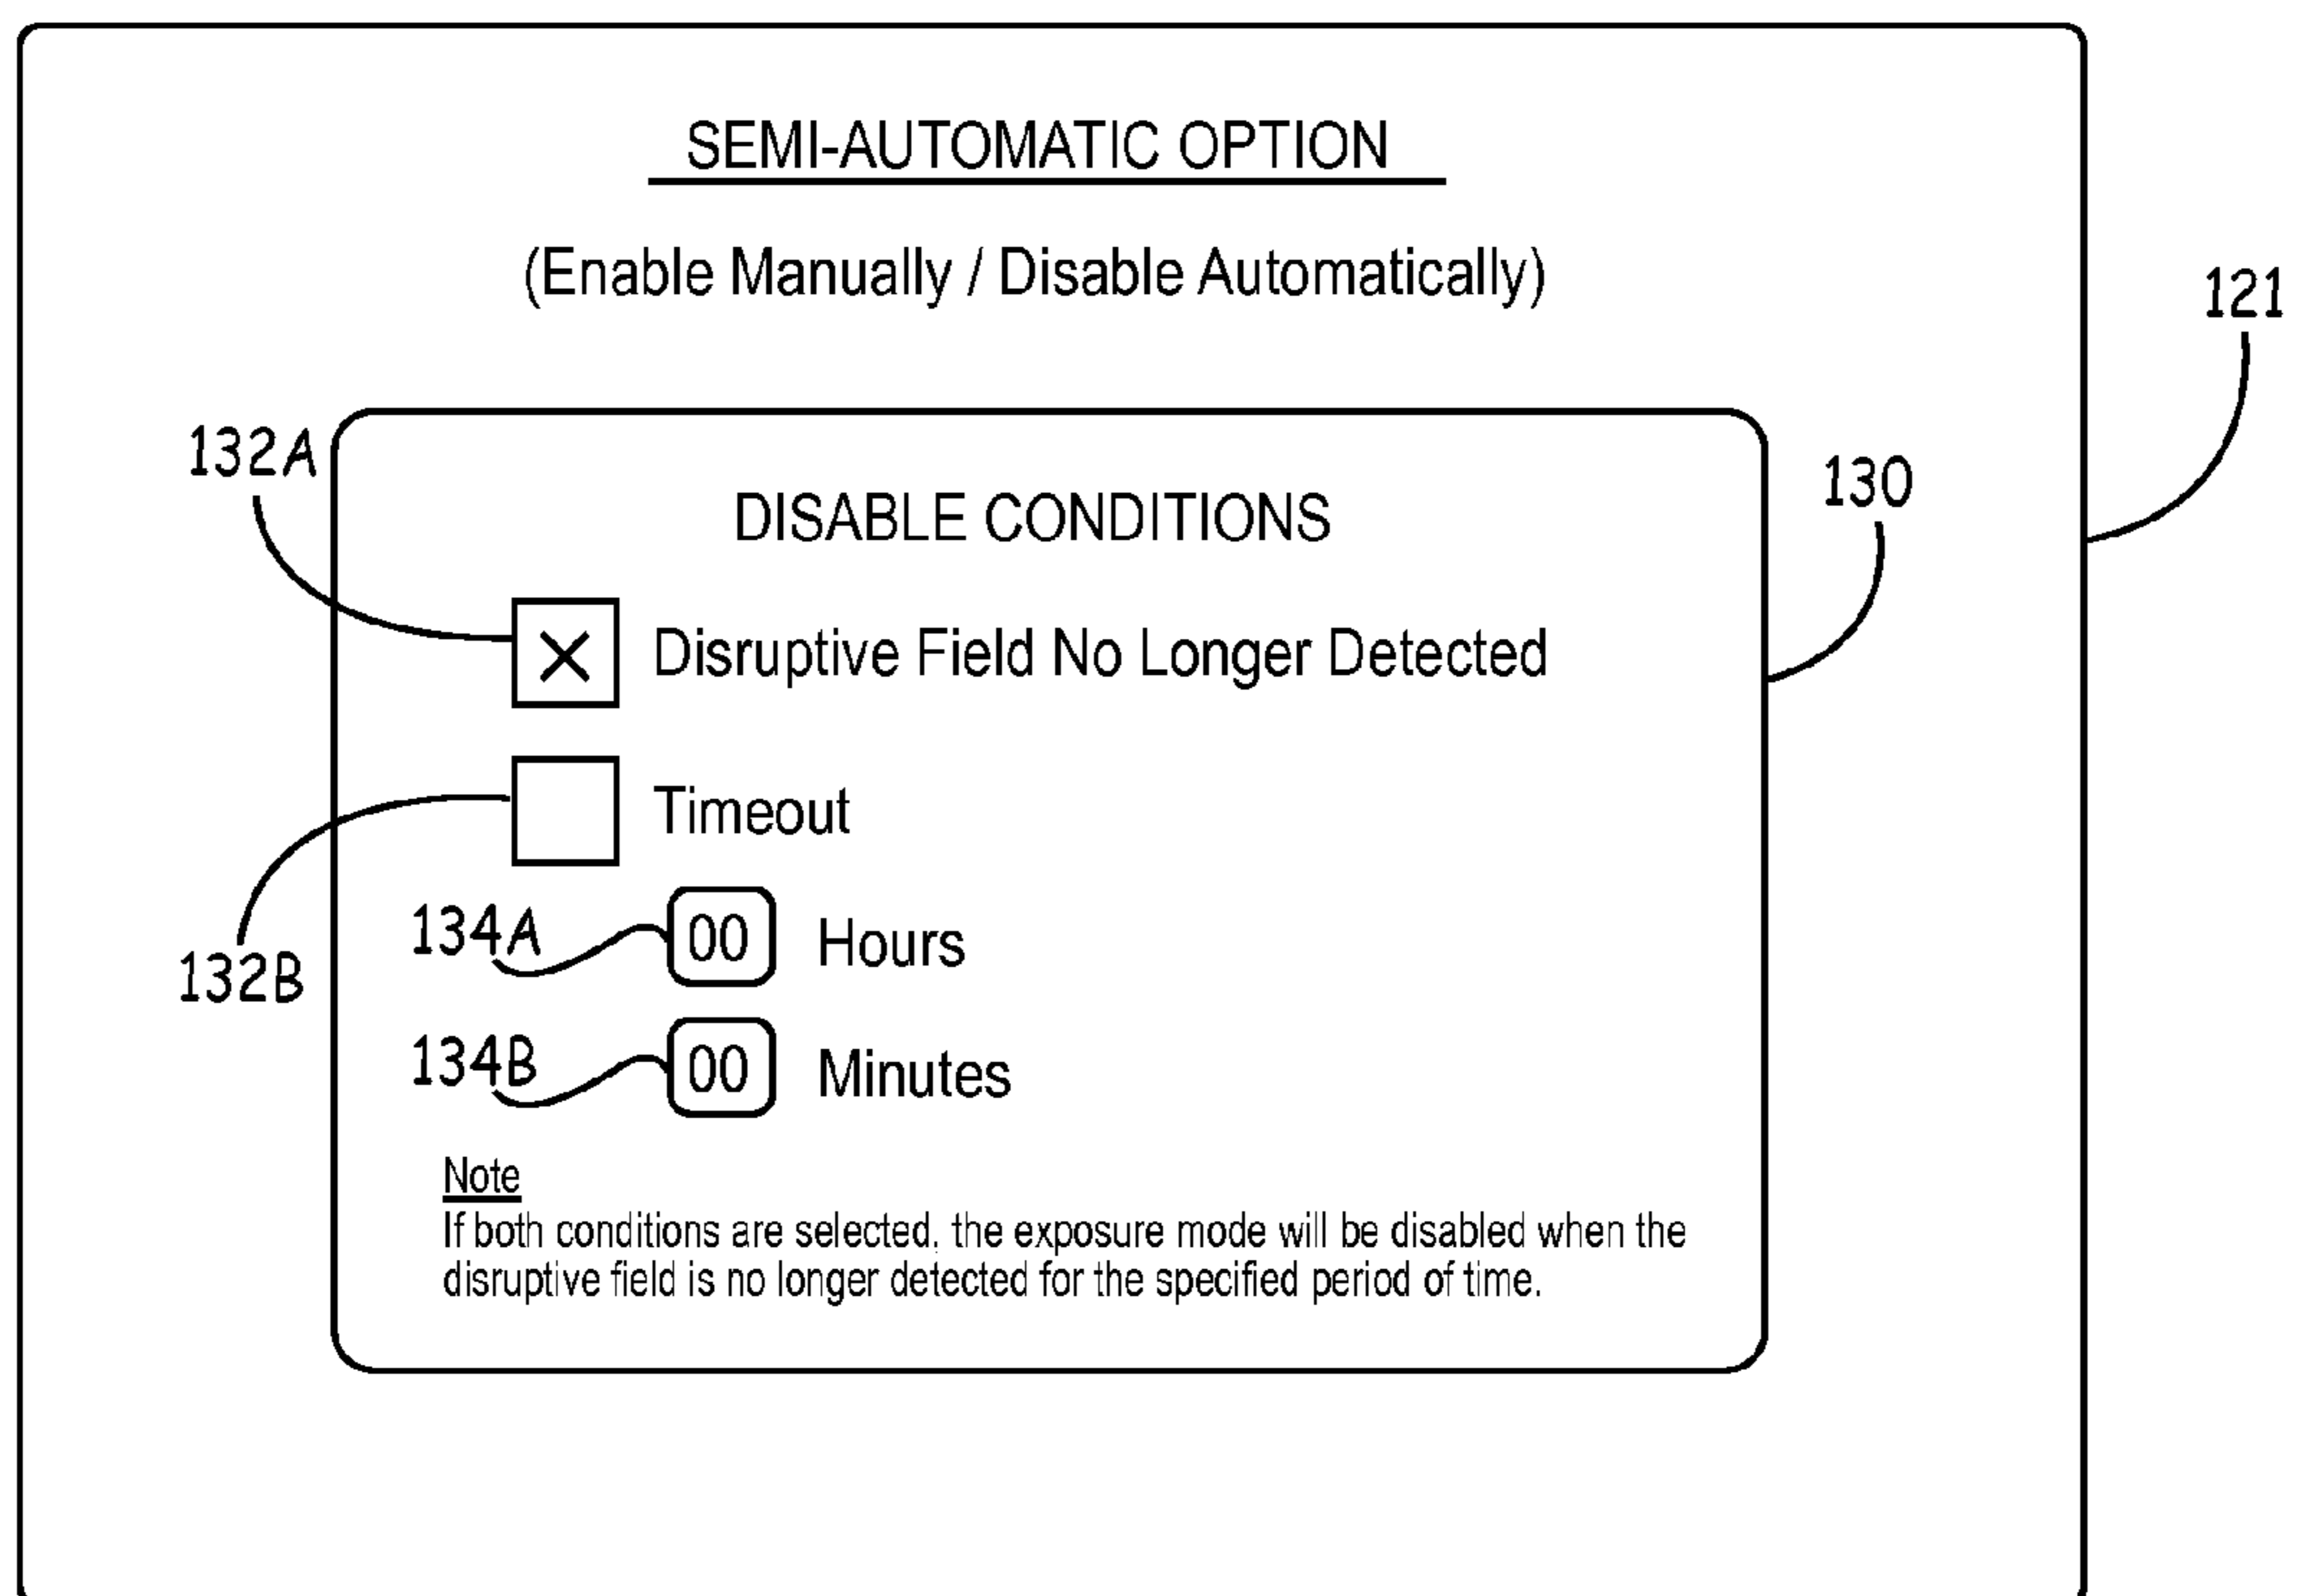 SEMI-AUTOMATIC OPTION
(Enable Manually / Disable Automatically)
121
132A
130
DISABLE CONDITIONS
X Disruptive Field No Longer Detected
Timeout
134A 00 Hours
132B
134B 00 Minutes
Note
If both conditions are selected, the exposure mode will be disabled when the
disruptive field is no longer detected for the specified period of time.